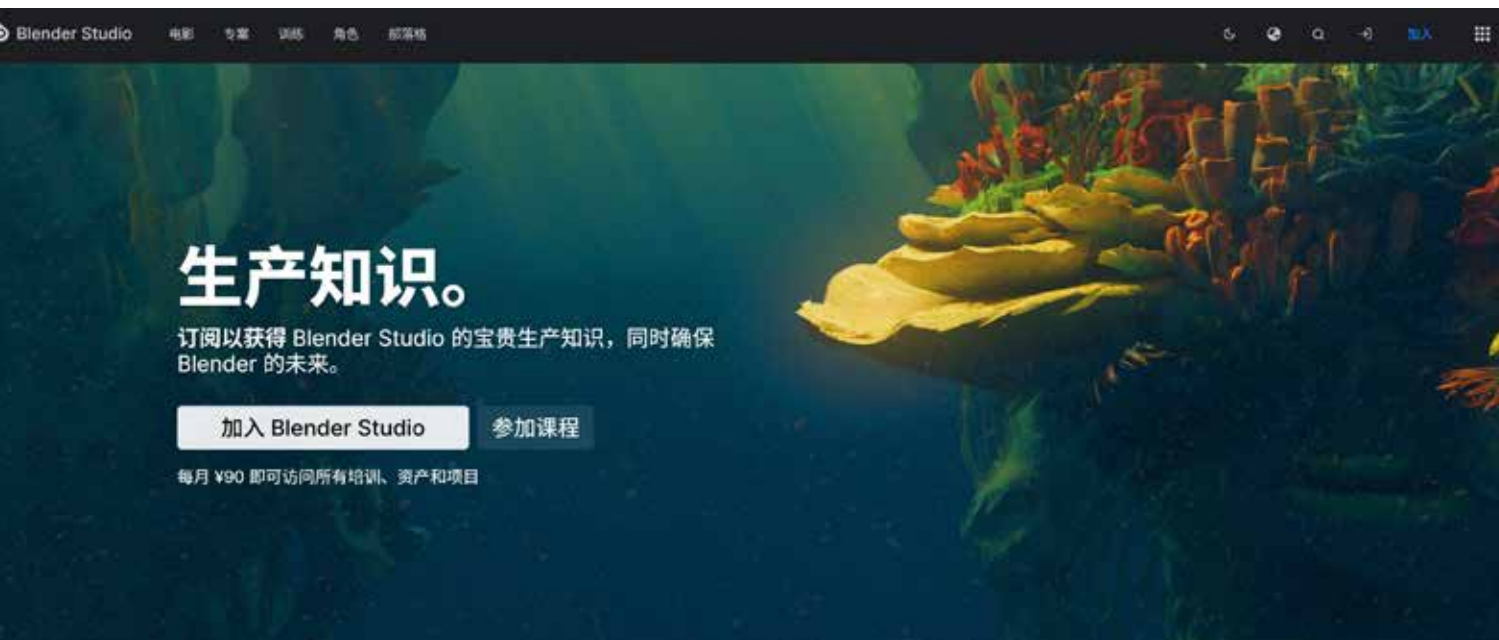 Blender Studio 电影 专案 训练 角色 部落格 加入
生产知识。
订阅以获得 Blender Studio 的宝贵生产知识，同时确保
Blender 的未来。
加入 Blender Studio 参加课程
每月 ¥90 即可访问所有培训、资产和项目